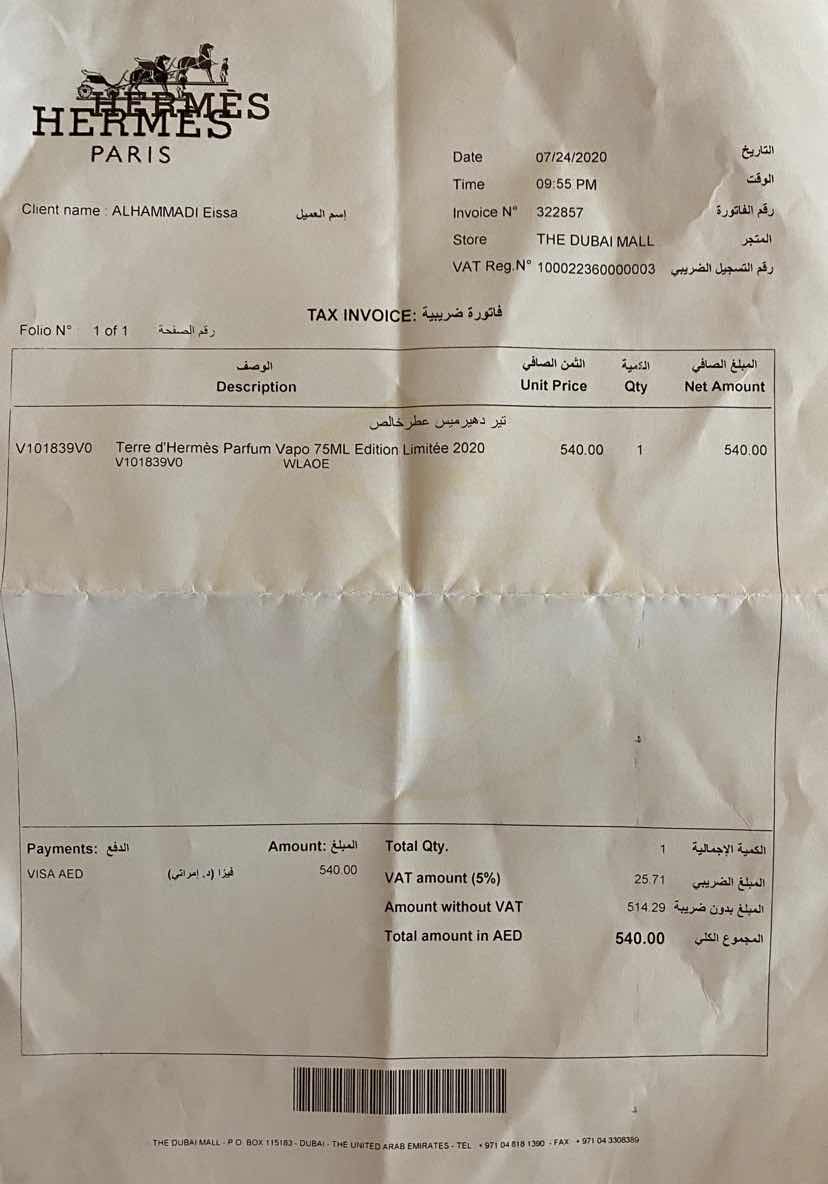 HERMÈS
HERMÈS
PARIS
Date 07/24/2020 التاريخ
Time 09:55 PM الوقت
Client name : ALHAMMADI Eissa إسم العميل
Invoice N° 322857 رقم الفاتورة
Store THE DUBAI MALL المتجر
VAT Reg.N° 100022360000003 رقم التسجيل الضريبي
TAX INVOICE: فاتورة ضريبية
Folio N° 1 of 1 رقم الصفحة
الوصف الثمن الصافي الكمية المبلغ الصافي
Description Unit Price Qty Net Amount
تير دهيرميس عطر خالص
V101839V0 Terre d'Hermès Parfum Vapo 75ML Edition Limitée 2020 540.00 1 540.00
V101839V0 WLAOE
Payments: الدفع Amount: المبلغ Total Qty. 1 الكمية الإجمالية
VISA AED فيزا (د. إمراتي) 540.00 VAT amount (5%) 25.71 المبلغ الضريبي
Amount without VAT 514.29 المبلغ بدون ضريبة
Total amount in AED 540.00 المجموع الكلي
THE DUBAI MALL - P O BOX 115183 - DUBAI - THE UNITED ARAB EMIRATES - TEL : +971 04 818 1390 - FAX : +971 04 3308389